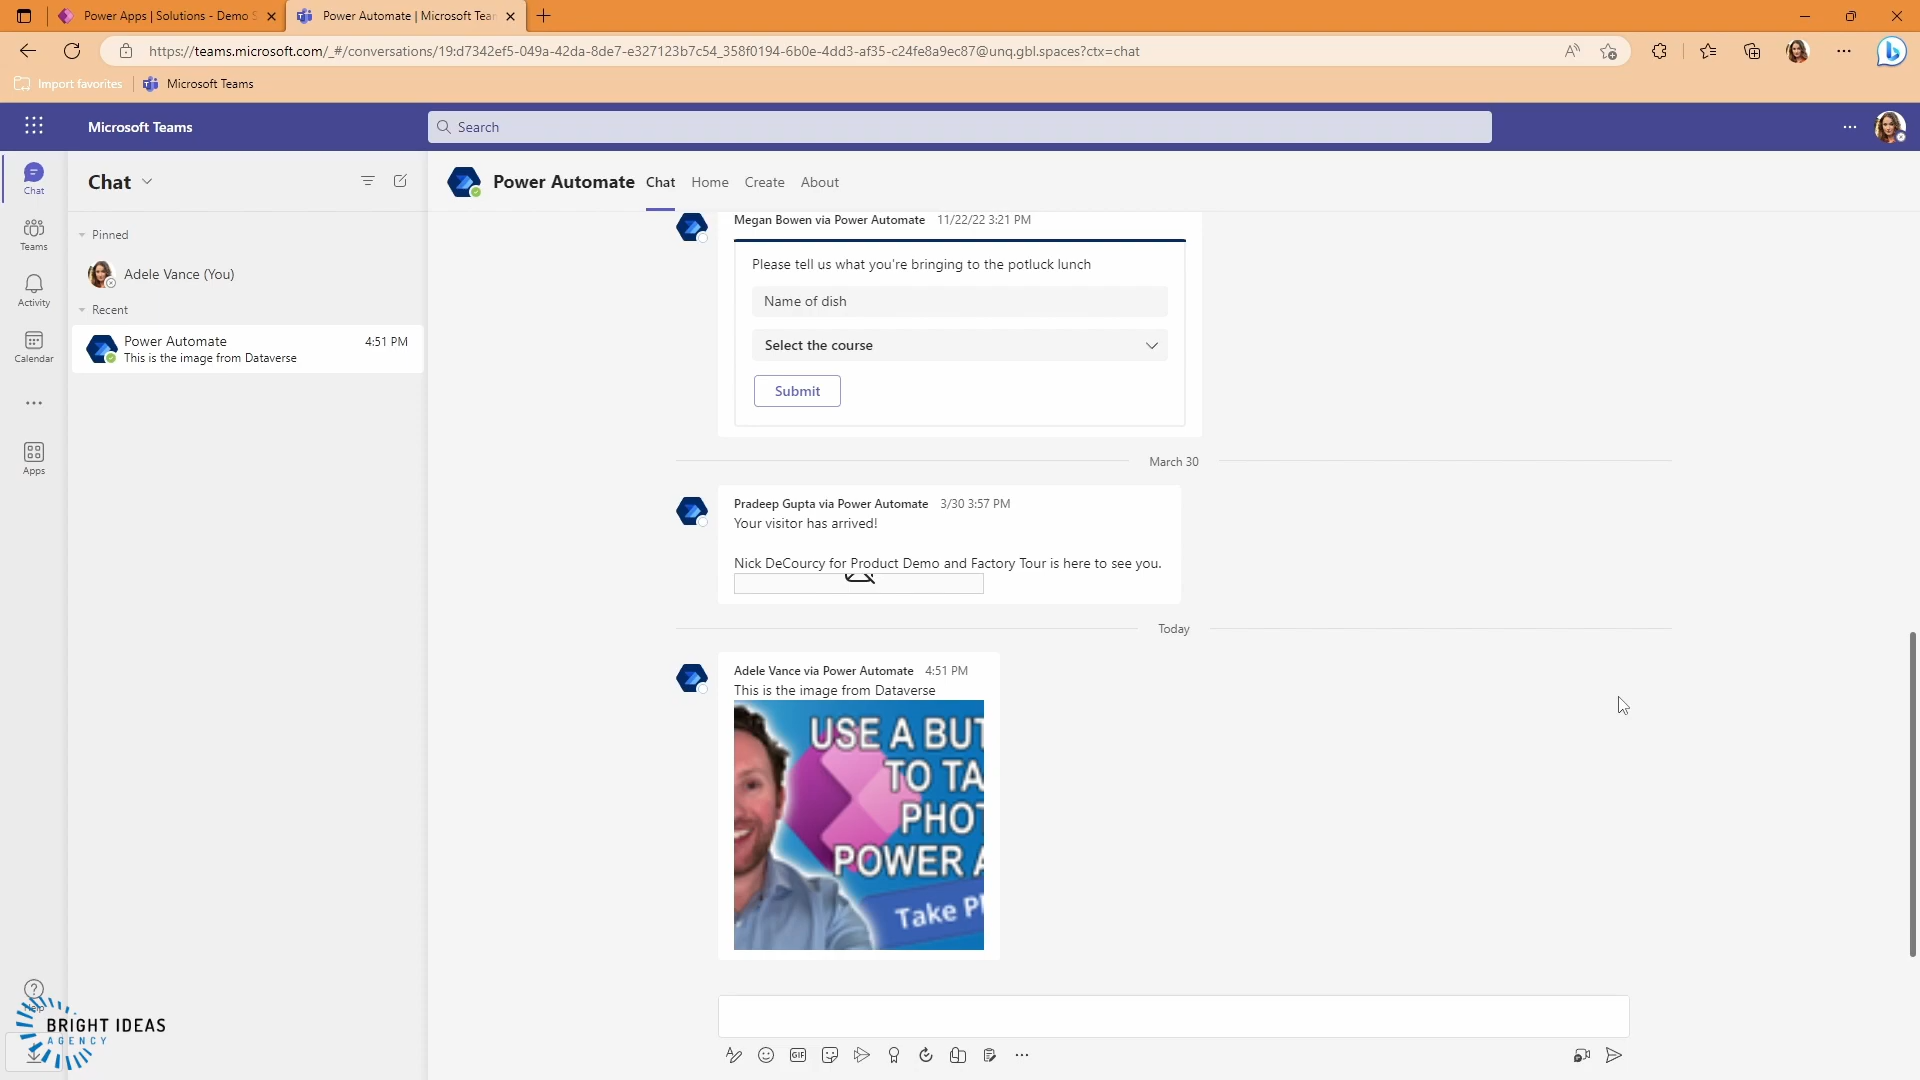 Power Apps | Solutions - Demo S
Power Automate | Microsoft Tea
https://teams.microsoft.com/_#/conversations/19:d7342ef5-049a-42da-8de7-e327123b7c54_358f0194-6b0e-4dd3-af35-c24fe8a9ec87@unq.gbl.spaces?ctx=chat
Import favorites
Microsoft Teams
Microsoft Teams
Search
Chat
Teams
Activity
Calendar
Apps
Help
Chat
Pinned
Adele Vance (You)
Recent
Power Automate 4:51 PM
This is the image from Dataverse
Power Automate
Chat Home Create About
Megan Bowen via Power Automate 11/22/22 3:21 PM
Please tell us what you're bringing to the potluck lunch
Name of dish
Select the course
Submit
March 30
Pradeep Gupta via Power Automate 3/30 3:57 PM
Your visitor has arrived!
Nick DeCourcy for Product Demo and Factory Tour is here to see you.
Today
Adele Vance via Power Automate 4:51 PM
This is the image from Dataverse
USE A BUT
TO TA
PHOT
POWER A
Take P
GIF
BRIGHT IDEAS
AGENCY